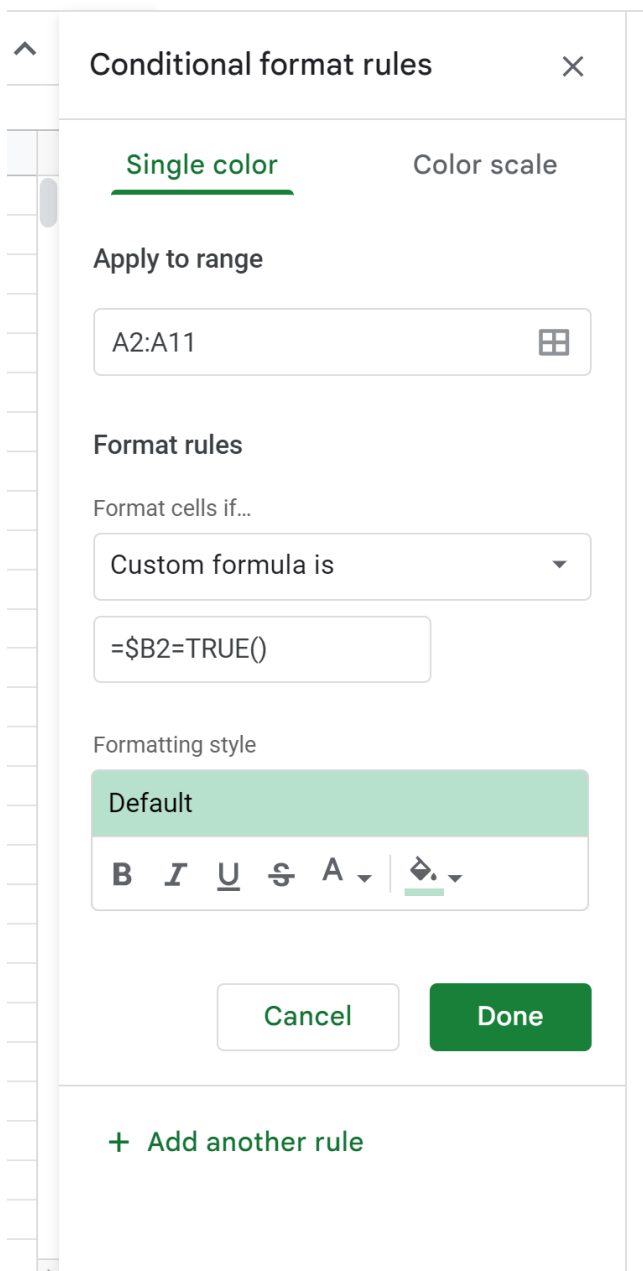 Conditional format rules
Single color
Color scale
Apply to range
A2:A11
Format rules
Format cells if…
Custom formula is
=$B2=TRUE()
Formatting style
Default
B I U S A
Cancel
Done
+ Add another rule